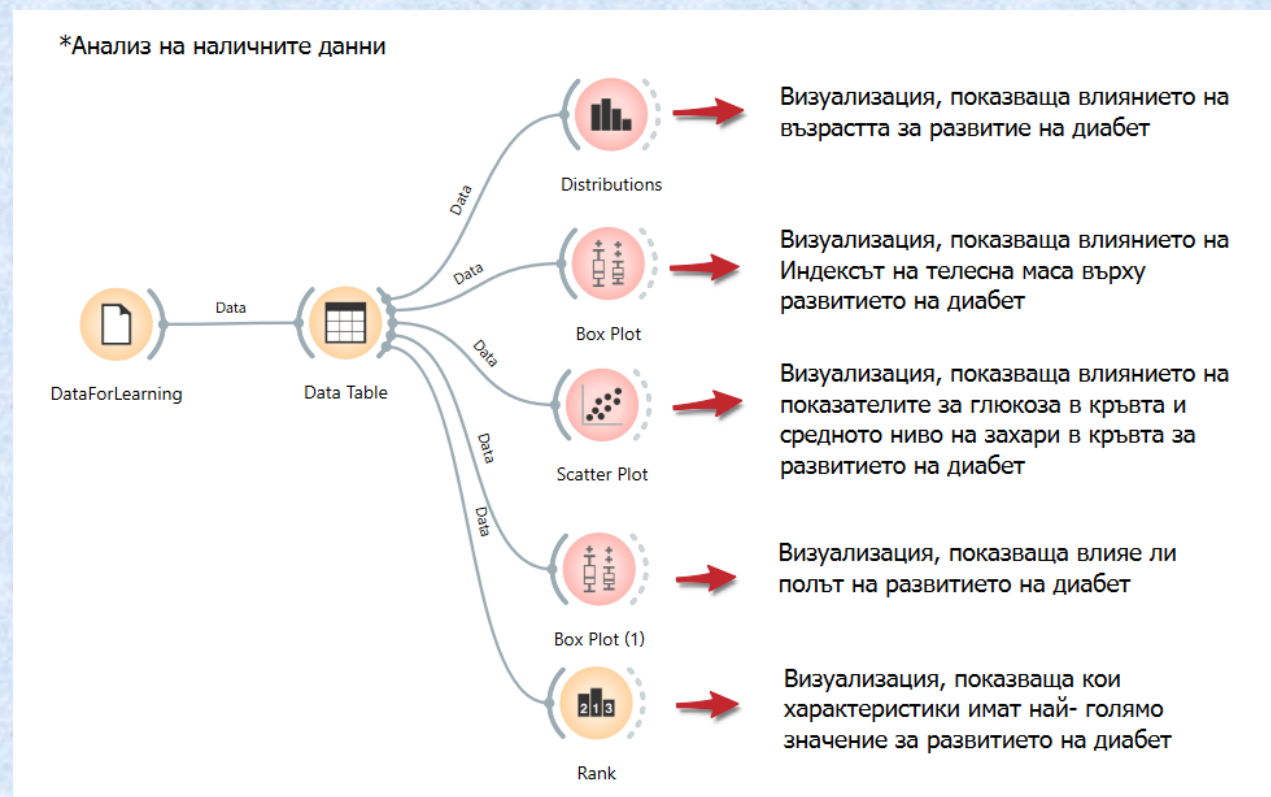 *Анализ на наличните данни
Визуализация, показваща влиянието на
възрастта за развитие на диабет
Distributions
Data
Визуализация, показваща влиянието на
Индексът на телесна маса върху
развитието на диабет
Data
Box Plot
Data
DataForLearning
Data Table
Визуализация, показваща влиянието на
показателите за глюкоза в кръвта и
средното ниво на захари в кръвта за
развитието на диабет
Data
Scatter Plot
Data
Визуализация, показваща влияе ли
полът на развитието на диабет
Box Plot (1)
Data
Визуализация, показваща кои
характеристики имат най- голямо
значение за развитието на диабет
213
Rank